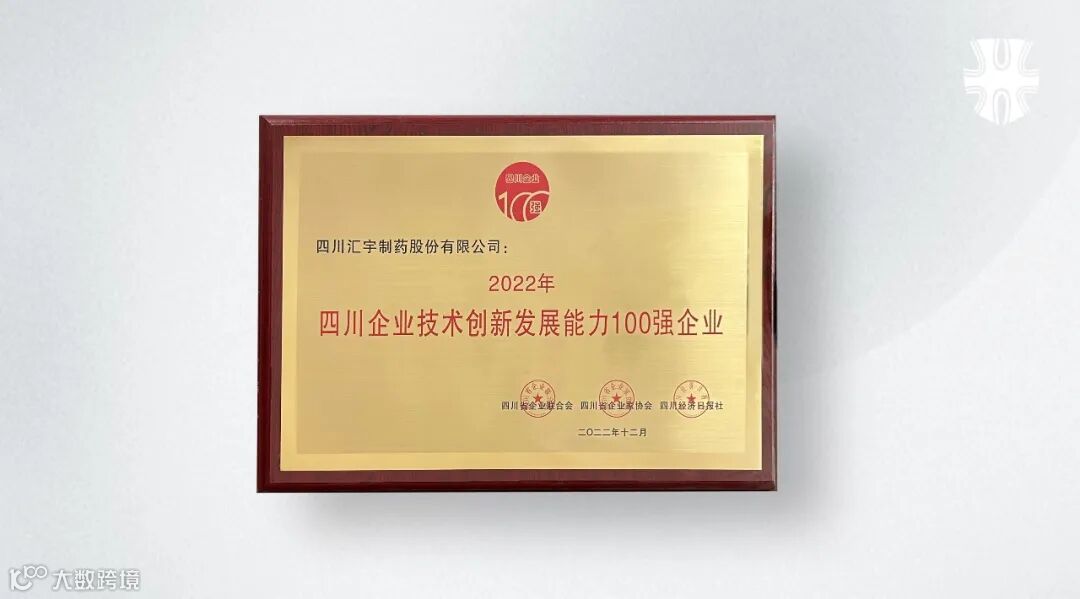 四川企业
100强
四川汇宇制药股份有限公司：
2022年
四川企业技术创新发展能力100强企业
四川省企业联合会 四川省企业家协会 四川经济日报社
二〇二二年十二月
大数跨境